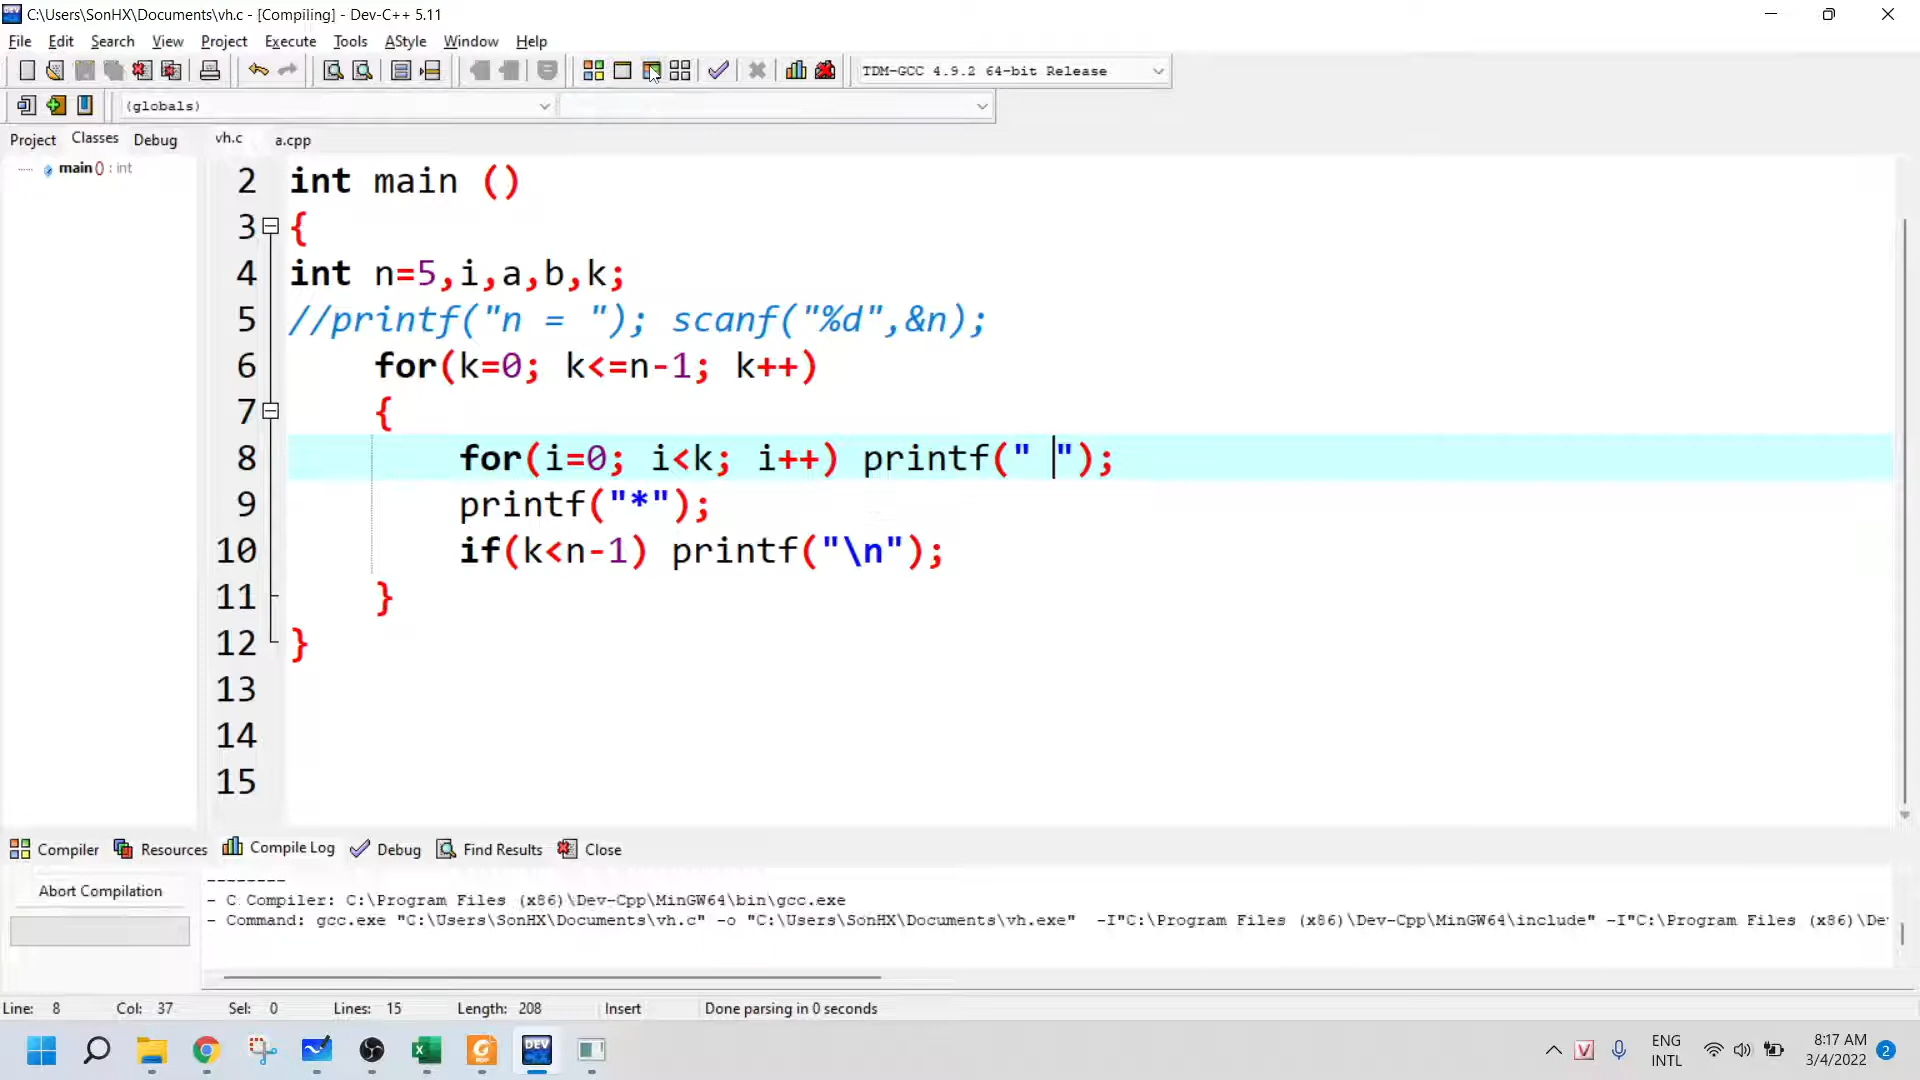 C:\Users\SonHX\Documents\vh.c - [Compiling] - Dev-C++ 5.11
File Edit Search View Project Execute Tools AStyle Window Help
TDM-GCC 4.9.2 64-bit Release
(globals)
Project Classes Debug vh.c a.cpp
main () : int
2 int main ()
3 {
4 int n=5,i,a,b,k;
5 //printf("n = "); scanf("%d",&n);
6 for(k=0; k<=n-1; k++)
7 {
8 for(i=0; i<k; i++) printf(" ");
9 printf("*");
10 if(k<n-1) printf("\n");
11 }
12 }
13
14
15
Compiler Resources Compile Log Debug Find Results Close
Abort Compilation
--------
- C Compiler: C:\Program Files (x86)\Dev-Cpp\MinGW64\bin\gcc.exe
- Command: gcc.exe "C:\Users\SonHX\Documents\vh.c" -o "C:\Users\SonHX\Documents\vh.exe" -I"C:\Program Files (x86)\Dev-Cpp\MinGW64\include" -I"C:\Program Files (x86)\De
Line: 8 Col: 37 Sel: 0 Lines: 15 Length: 208 Insert Done parsing in 0 seconds
DEV
V
ENG
INTL
8:17 AM
3/4/2022
2